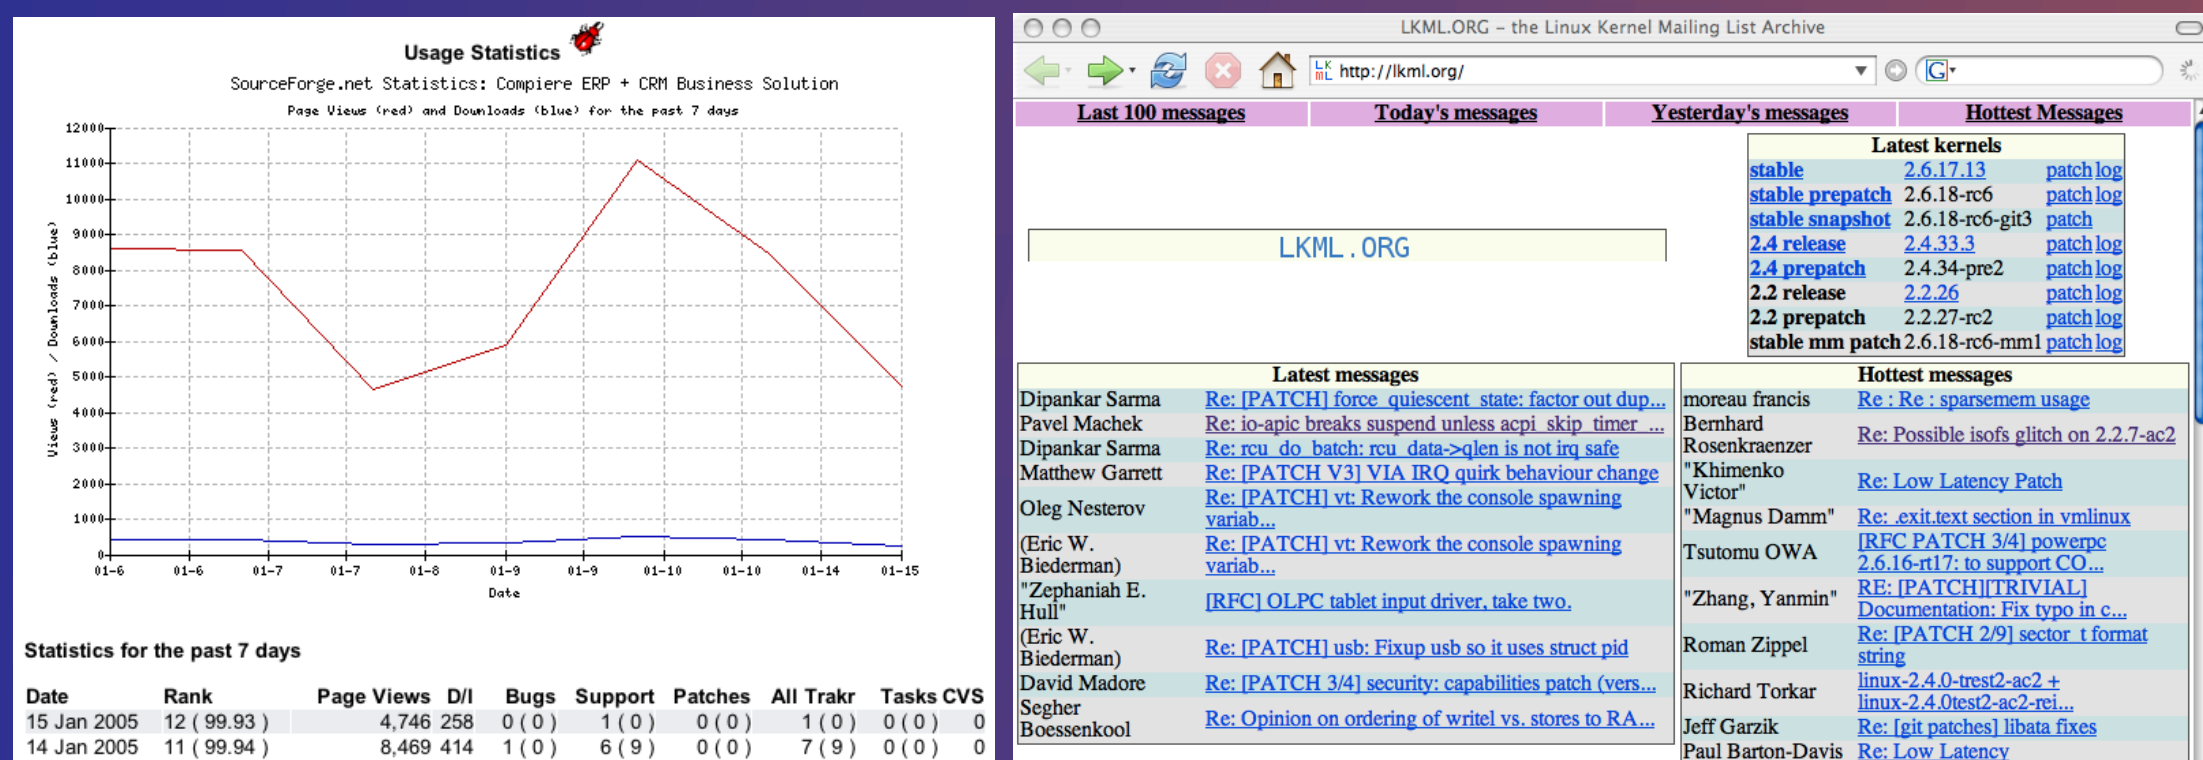 Usage Statistics
SourceForge.net Statistics: Compiere ERP + CRM Business Solution
Page Views (red) and Downloads (blue) for the past 7 days
Views (red) / Downloads (blue)
12000
11000
10000
9000
8000
7000
6000
5000
4000
3000
2000
1000
0
01-6 01-6 01-7 01-7 01-8 01-9 01-9 01-10 01-10 01-14 01-15
Date
Statistics for the past 7 days
Date Rank Page Views D/l Bugs Support Patches All Trakr Tasks CVS
15 Jan 2005 12 ( 99.93 ) 4,746 258 0 ( 0 ) 1 ( 0 ) 0 ( 0 ) 1 ( 0 ) 0 ( 0 ) 0
14 Jan 2005 11 ( 99.94 ) 8,469 414 1 ( 0 ) 6 ( 9 ) 0 ( 0 ) 7 ( 9 ) 0 ( 0 ) 0
LKML.ORG – the Linux Kernel Mailing List Archive
LK ML http://lkml.org/ G
Last 100 messages Today's messages Yesterday's messages Hottest Messages
LKML.ORG
Latest kernels
stable 2.6.17.13 patch log
stable prepatch 2.6.18-rc6 patch log
stable snapshot 2.6.18-rc6-git3 patch
2.4 release 2.4.33.3 patch log
2.4 prepatch 2.4.34-pre2 patch log
2.2 release 2.2.26 patch log
2.2 prepatch 2.2.27-rc2 patch log
stable mm patch 2.6.18-rc6-mm1 patch log
Latest messages
Dipankar Sarma Re: [PATCH] force_quiescent_state: factor out dup...
Pavel Machek Re: io-apic breaks suspend unless acpi_skip_timer_...
Dipankar Sarma Re: rcu_do_batch: rcu_data->qlen is not irq safe
Matthew Garrett Re: [PATCH V3] VIA IRQ quirk behaviour change
Oleg Nesterov Re: [PATCH] vt: Rework the console spawning
variab...
(Eric W. Re: [PATCH] vt: Rework the console spawning
Biederman) variab...
"Zephaniah E.
Hull" [RFC] OLPC tablet input driver, take two.
(Eric W.
Biederman) Re: [PATCH] usb: Fixup usb so it uses struct pid
David Madore Re: [PATCH 3/4] security: capabilities patch (vers...
Segher
Boessenkool Re: Opinion on ordering of writel vs. stores to RA...
Hottest messages
moreau francis Re : Re : sparsemem usage
Bernhard
Rosenkraenzer Re: Possible isofs glitch on 2.2.7-ac2
"Khimenko
Victor" Re: Low Latency Patch
"Magnus Damm" Re: .exit.text section in vmlinux
Tsutomu OWA [RFC PATCH 3/4] powerpc
2.6.16-rt17: to support CO...
"Zhang, Yanmin" RE: [PATCH][TRIVIAL]
Documentation: Fix typo in c...
Roman Zippel Re: [PATCH 2/9] sector_t format
string
Richard Torkar linux-2.4.0-trest2-ac2 +
linux-2.4.0test2-ac2-rei...
Jeff Garzik Re: [git patches] libata fixes
Paul Barton-Davis Re: Low Latency